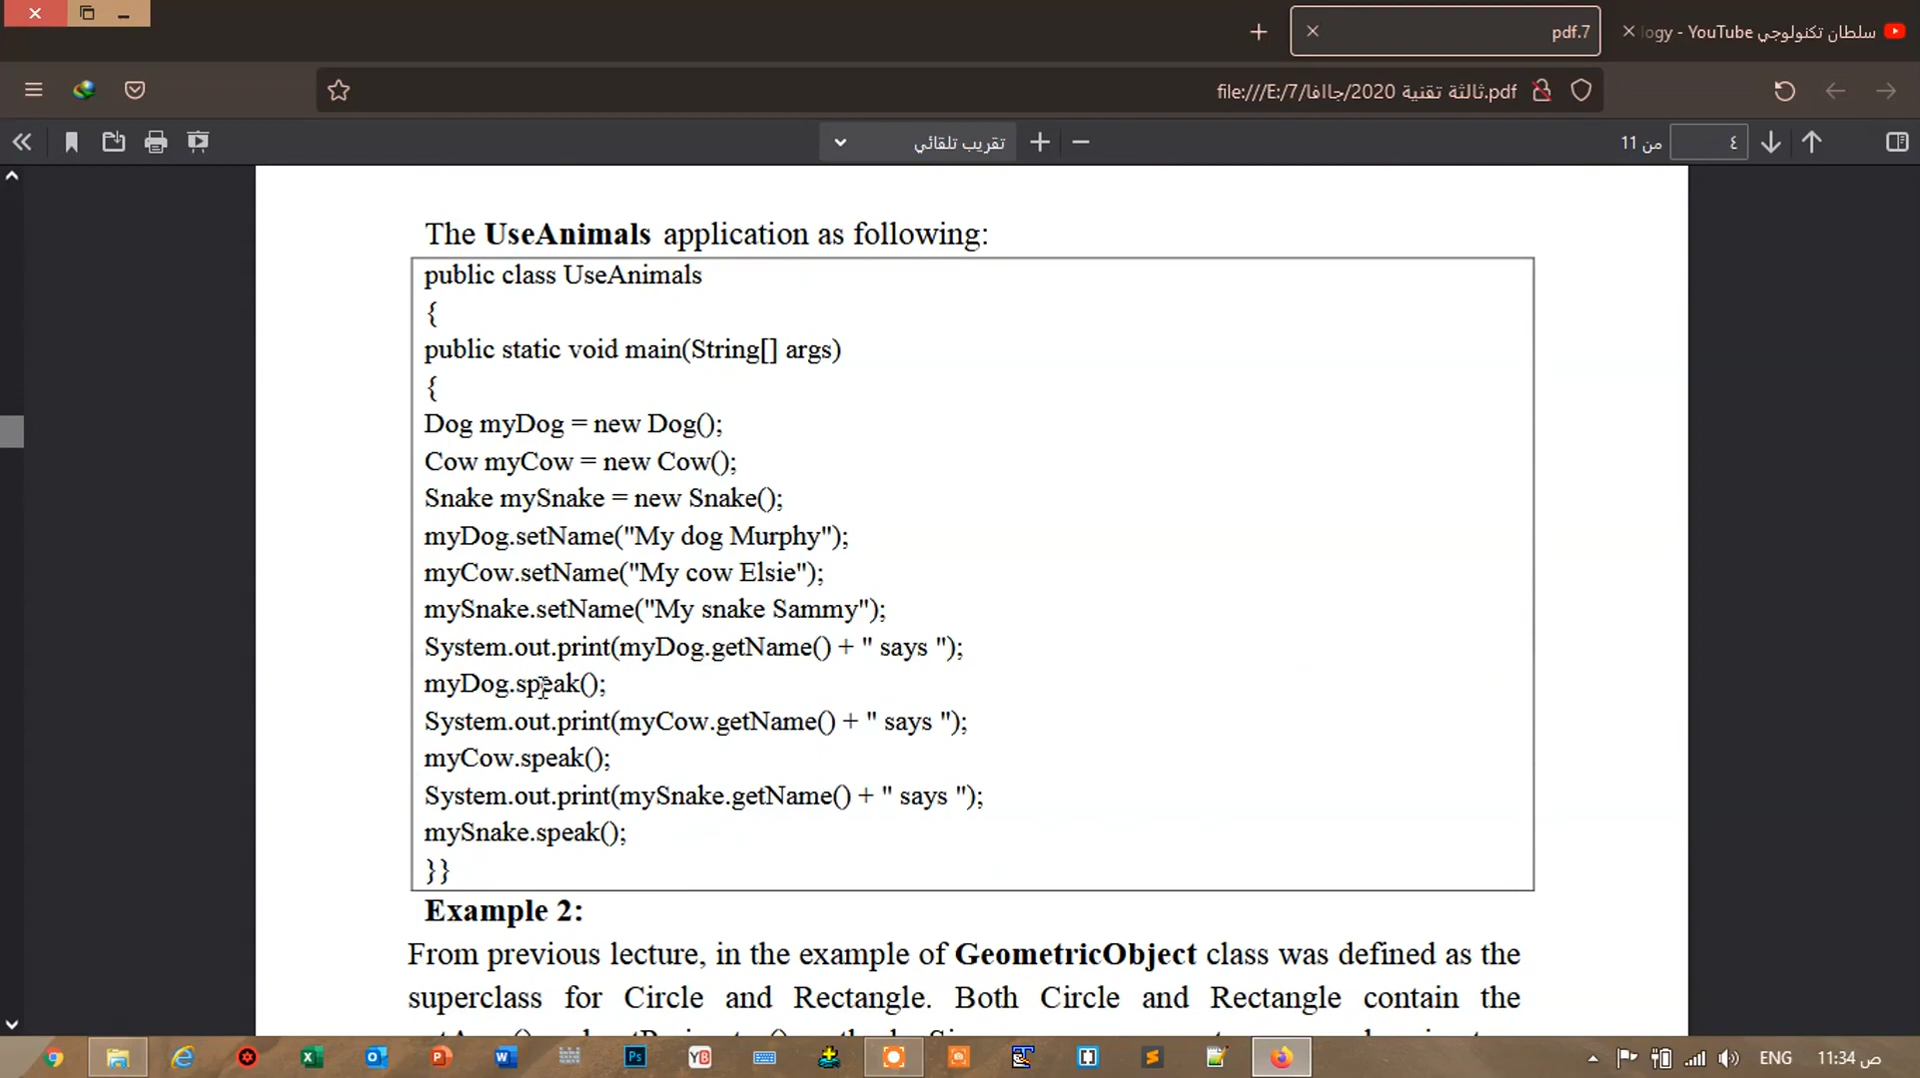 pdf.7
logy - YouTube سلطان تكنولوجي
file:///E:/7/جاافا/2020 ثالثة تقنية.pdf
تقريب تلقائي
٤
من 11
The UseAnimals application as following:
public class UseAnimals
{
public static void main(String[] args)
{
Dog myDog = new Dog();
Cow myCow = new Cow();
Snake mySnake = new Snake();
myDog.setName("My dog Murphy");
myCow.setName("My cow Elsie");
mySnake.setName("My snake Sammy");
System.out.print(myDog.getName() + " says ");
myDog.speak();
System.out.print(myCow.getName() + " says ");
myCow.speak();
System.out.print(mySnake.getName() + " says ");
mySnake.speak();
}}
Example 2:
From previous lecture, in the example of GeometricObject class was defined as the
superclass for Circle and Rectangle. Both Circle and Rectangle contain the
ENG
11:34 ص